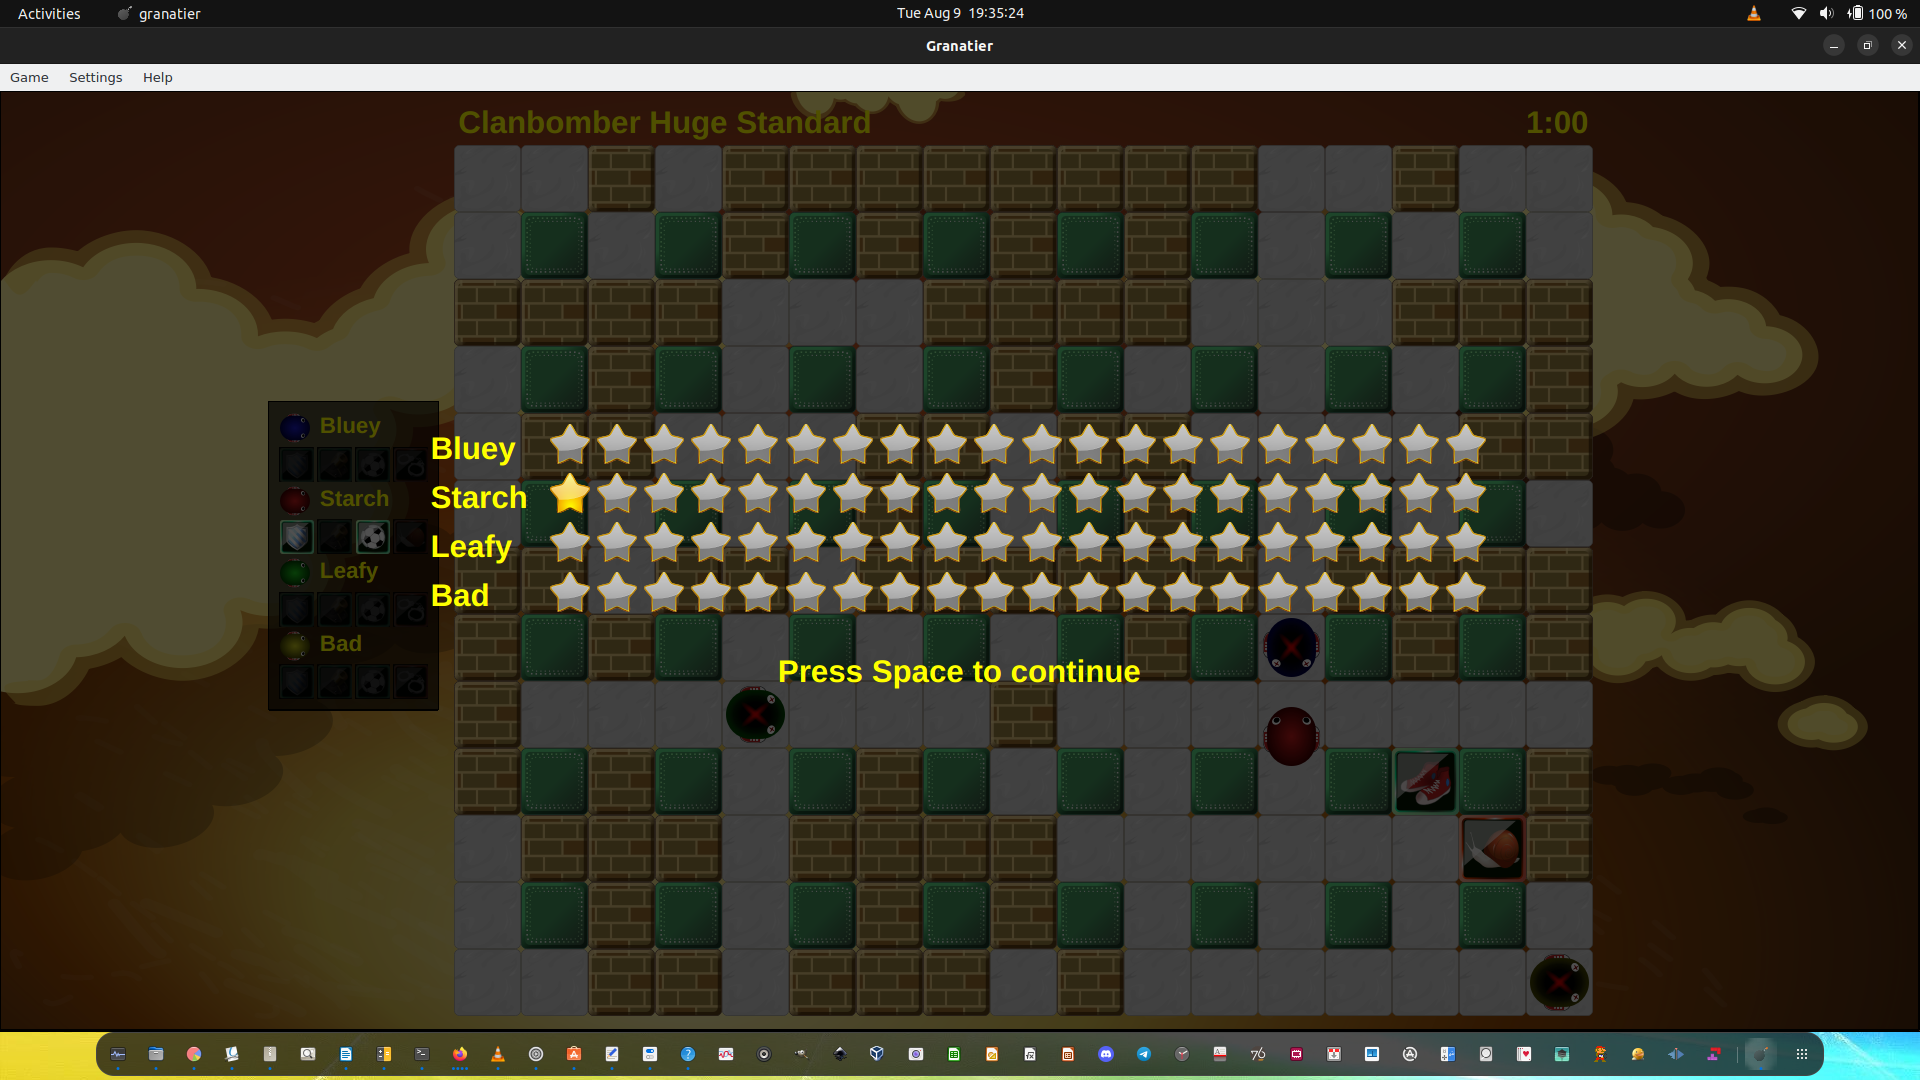 Activities
granatier
Tue Aug 9 19:35:24
100 %
Granatier
Game Settings Help
Clanbomber Huge Standard
1:00
Bluey
Starch
Leafy
Bad
Bluey
Starch
Leafy
Bad
Press Space to continue